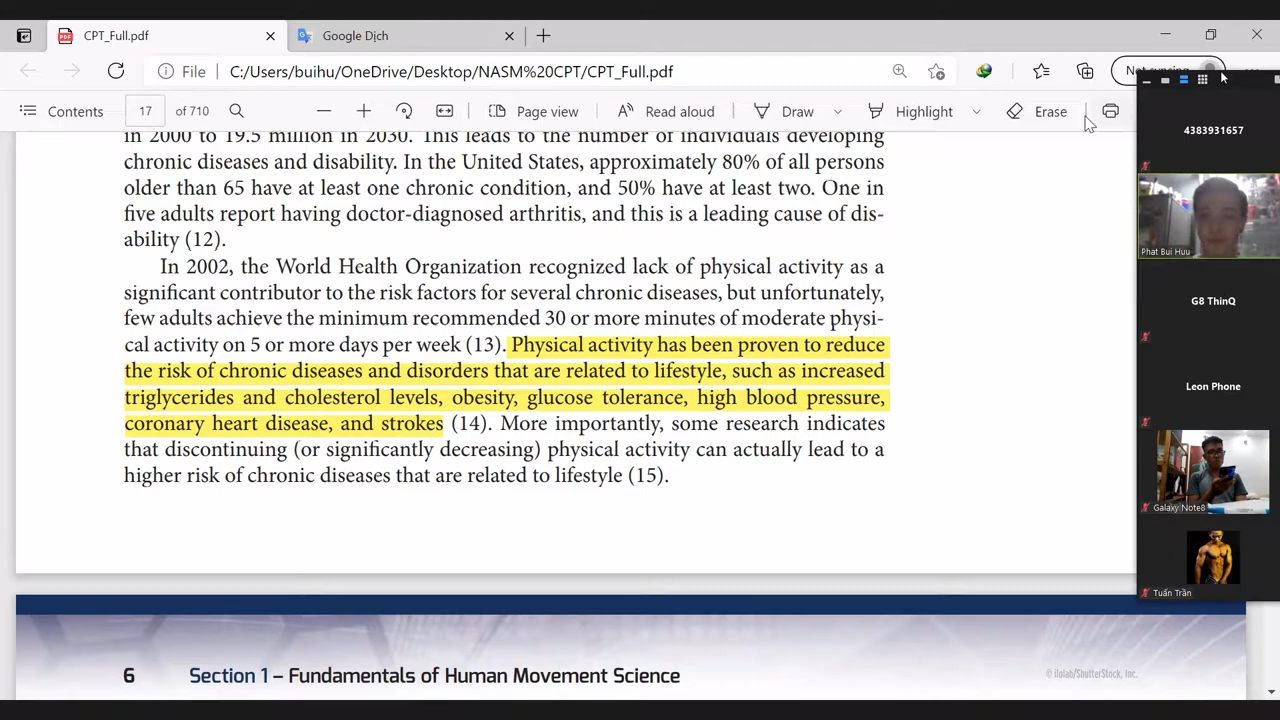 CPT_Full.pdf
Google Dịch
File C:/Users/buihu/OneDrive/Desktop/NASM%20CPT/CPT_Full.pdf
Contents 17 of 710 Page view Read aloud Draw Highlight Erase
in 2000 to 19.5 million in 2030. This leads to the number of individuals developing
chronic diseases and disability. In the United States, approximately 80% of all persons
older than 65 have at least one chronic condition, and 50% have at least two. One in
five adults report having doctor-diagnosed arthritis, and this is a leading cause of dis-
ability (12).
In 2002, the World Health Organization recognized lack of physical activity as a
significant contributor to the risk factors for several chronic diseases, but unfortunately,
few adults achieve the minimum recommended 30 or more minutes of moderate physi-
cal activity on 5 or more days per week (13). Physical activity has been proven to reduce
the risk of chronic diseases and disorders that are related to lifestyle, such as increased
triglycerides and cholesterol levels, obesity, glucose tolerance, high blood pressure,
coronary heart disease, and strokes (14). More importantly, some research indicates
that discontinuing (or significantly decreasing) physical activity can actually lead to a
higher risk of chronic diseases that are related to lifestyle (15).
6 Section 1 – Fundamentals of Human Movement Science
© ilolab/ShutterStock, Inc.
4383931657
Phat Bui Huu
G8 ThinQ
Leon Phone
Galaxy Note8
Tuấn Trần